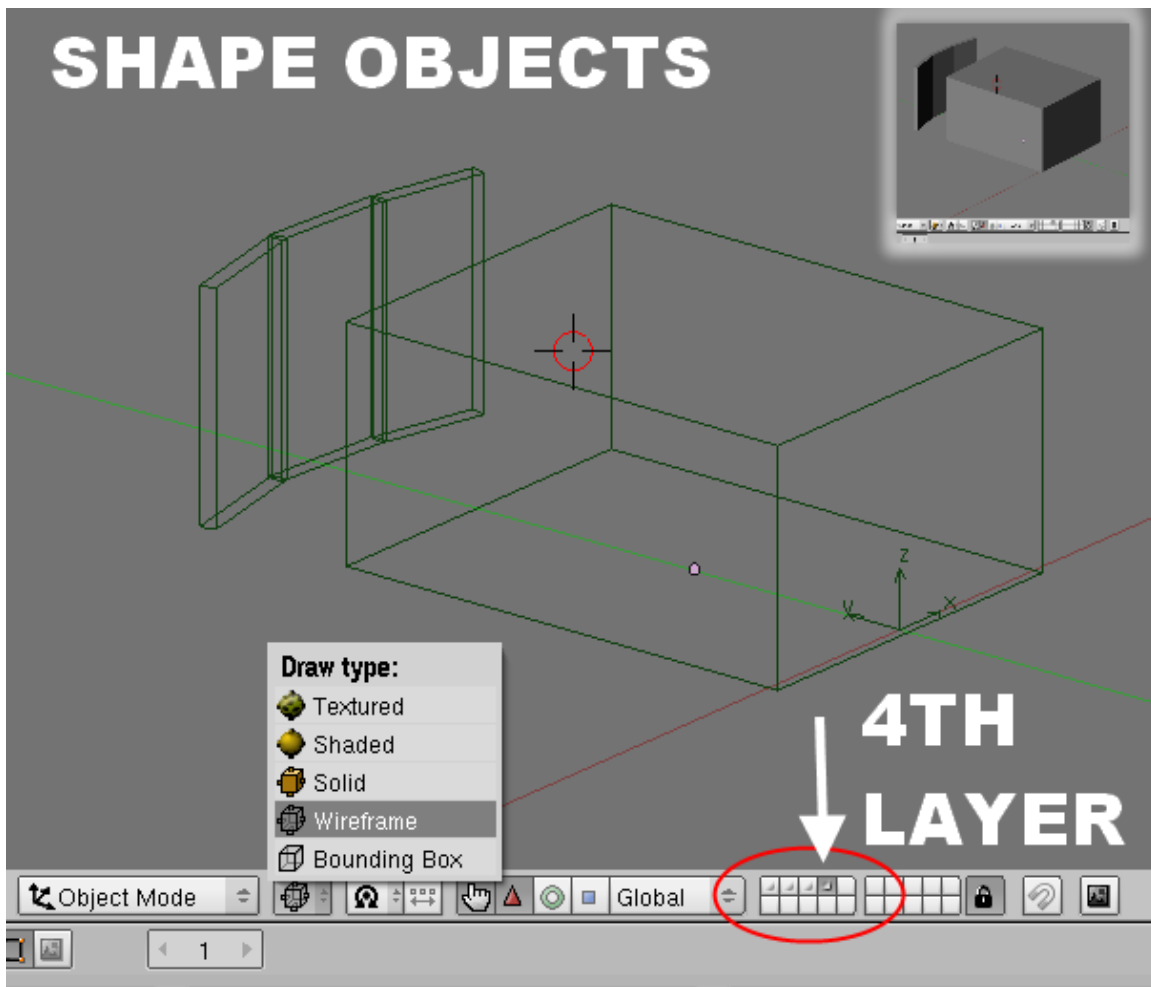 SHAPE OBJECTS
z
y
x
Draw type:
Textured
Shaded
Solid
Wireframe
Bounding Box
4TH
LAYER
Object Mode
Global
1